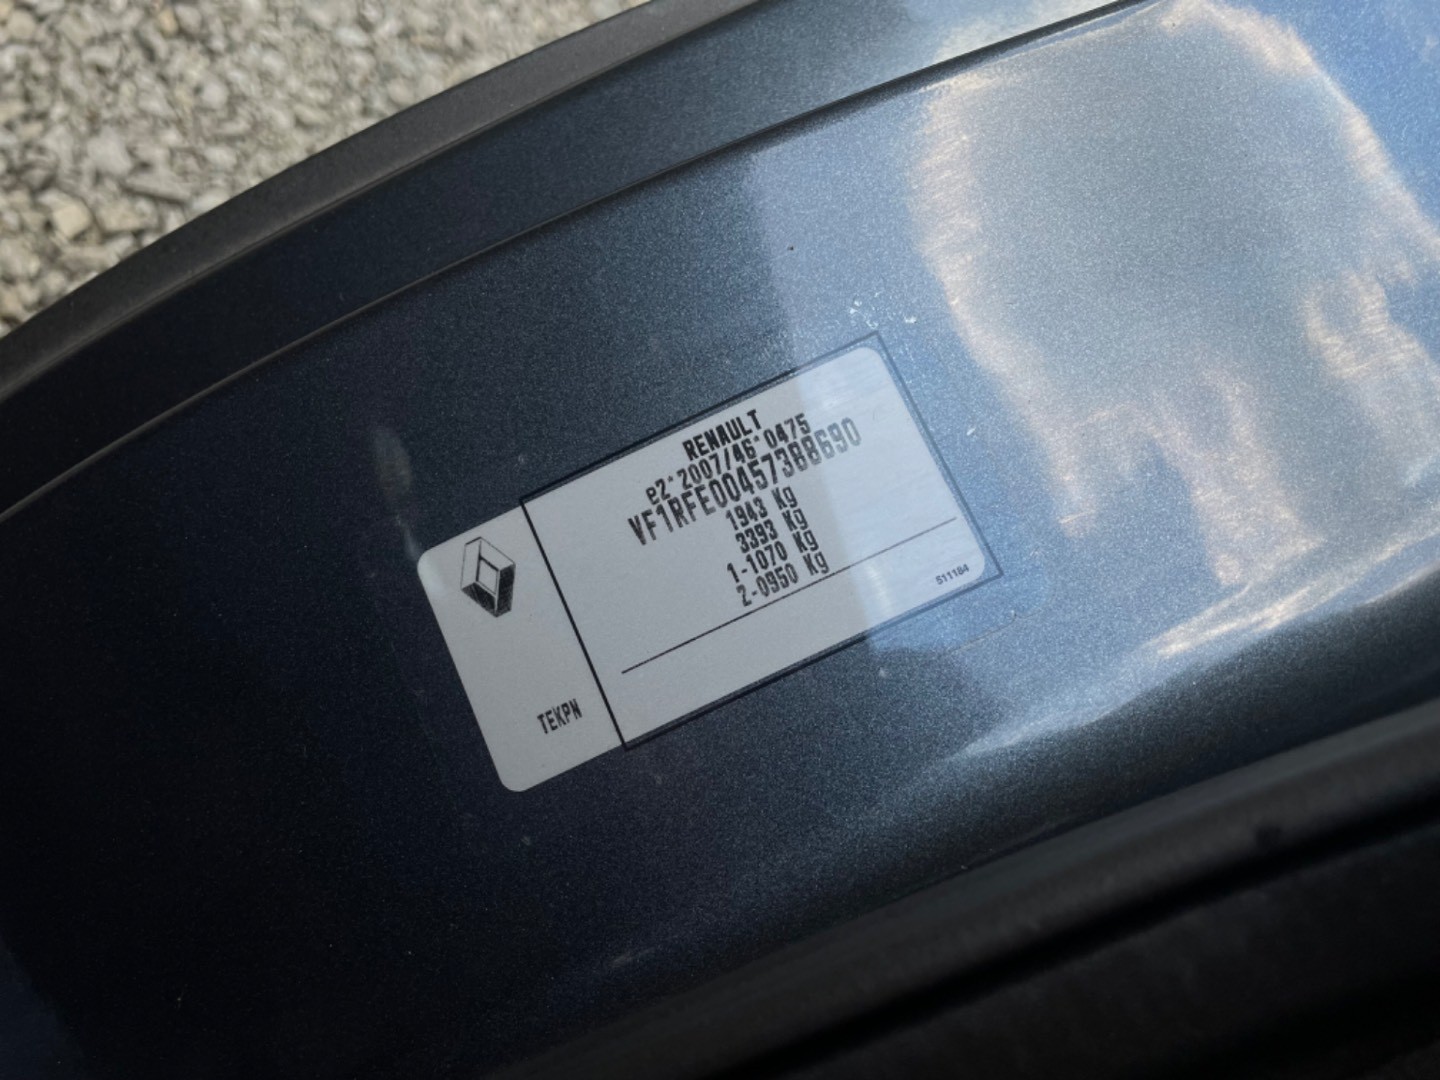 RENAULT
e2*2007/46*0475
VF1RFE00457388690
1943 Kg
3393 Kg
1-1070 Kg
2-0950 Kg
511184
TEKPN